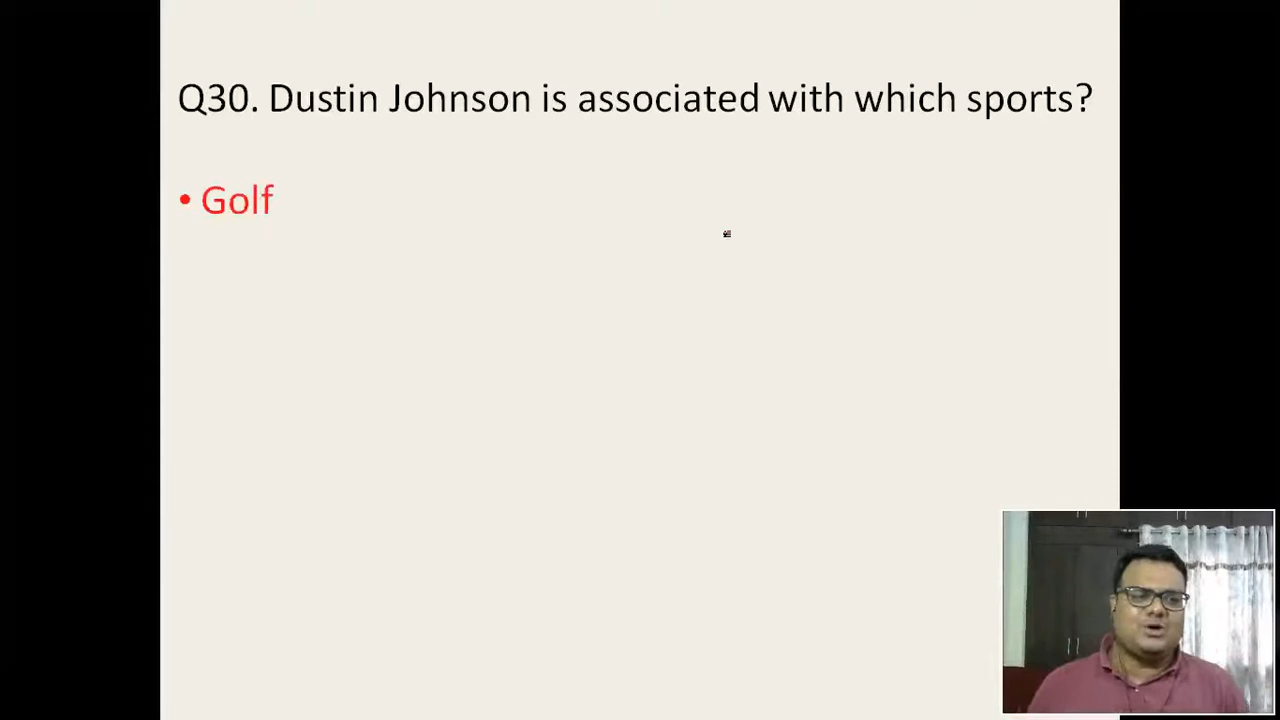 Q30. Dustin Johnson is associated with which sports?
• Golf